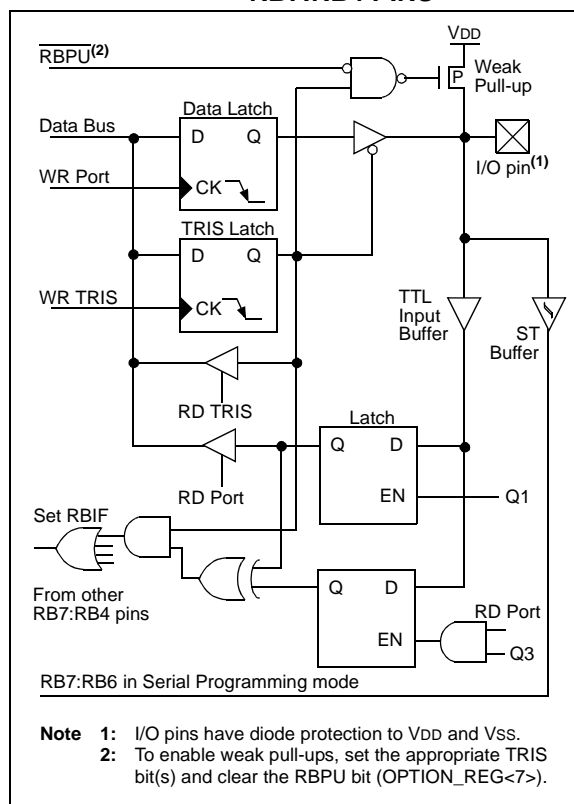 RBPU(2)
VDD
P
Weak
Pull-up
Data Latch
Data Bus
D
Q
I/O pin(1)
WR Port
CK
TRIS Latch
D
Q
WR TRIS
CK
TTL
Input
Buffer
ST
Buffer
RD TRIS
Latch
Q
D
RD Port
EN
Q1
Set RBIF
Q
D
From other
RB7:RB4 pins
RD Port
EN
Q3
RB7:RB6 in Serial Programming mode
Note 1: I/O pins have diode protection to VDD and VSS.
2: To enable weak pull-ups, set the appropriate TRIS
bit(s) and clear the RBPU bit (OPTION_REG<7>).